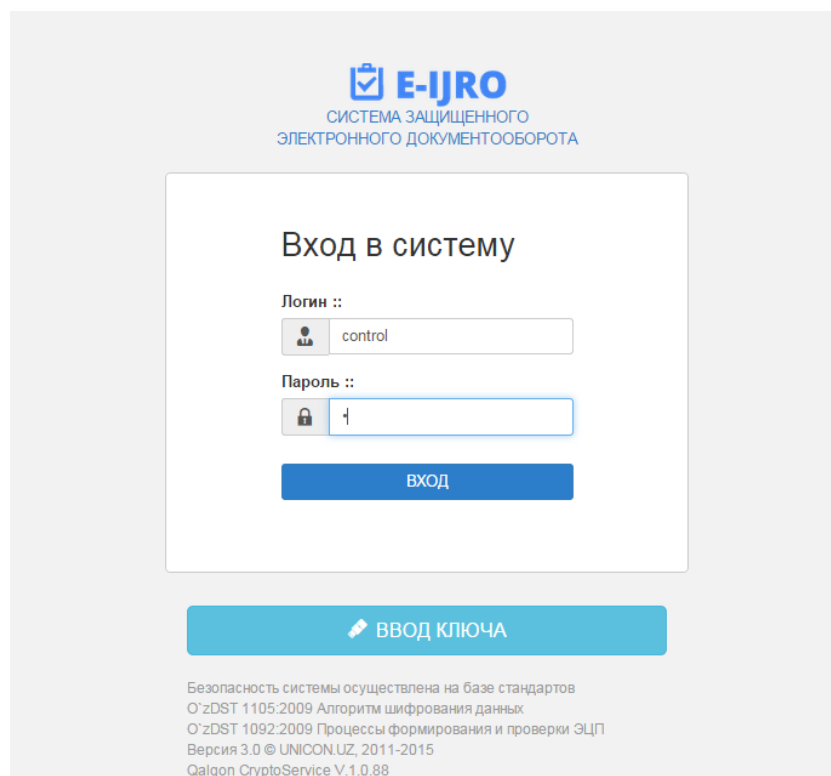 E-IJRO
СИСТЕМА ЗАЩИЩЕННОГО
ЭЛЕКТРОННОГО ДОКУМЕНТООБОРОТА
Вход в систему
Логин ::
control
Пароль ::
ВХОД
ВВОД КЛЮЧА
Безопасность системы осуществлена на базе стандартов
O`zDST 1105:2009 Алгоритм шифрования данных
O`zDST 1092:2009 Процессы формирования и проверки ЭЦП
Версия 3.0 © UNICON.UZ, 2011-2015
Qalqon CryptoService V.1.0.88